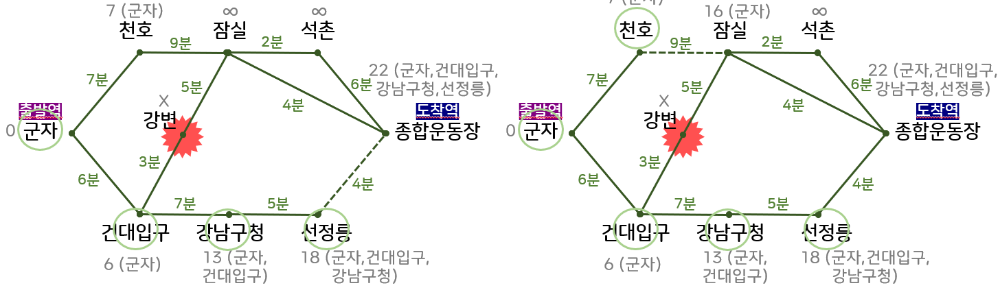 7 (군자)
∞
∞
천호
잠실
석촌
9분
2분
7분
5분
6분
4분
22 (군자,건대입구,
강남구청,선정릉)
X
강변
출발역
도착역
0
군자
종합운동장
3분
6분
4분
7분
5분
건대입구
강남구청
선정릉
6 (군자)
13 (군자,
건대입구)
18 (군자,건대입구,
강남구청)
7 (군자)
16 (군자)
∞
천호
잠실
석촌
9분
2분
7분
5분
6분
4분
22 (군자,건대입구,
강남구청,선정릉)
X
강변
출발역
도착역
0
군자
종합운동장
3분
6분
4분
7분
5분
건대입구
강남구청
선정릉
6 (군자)
13 (군자,
건대입구)
18 (군자,건대입구,
강남구청)